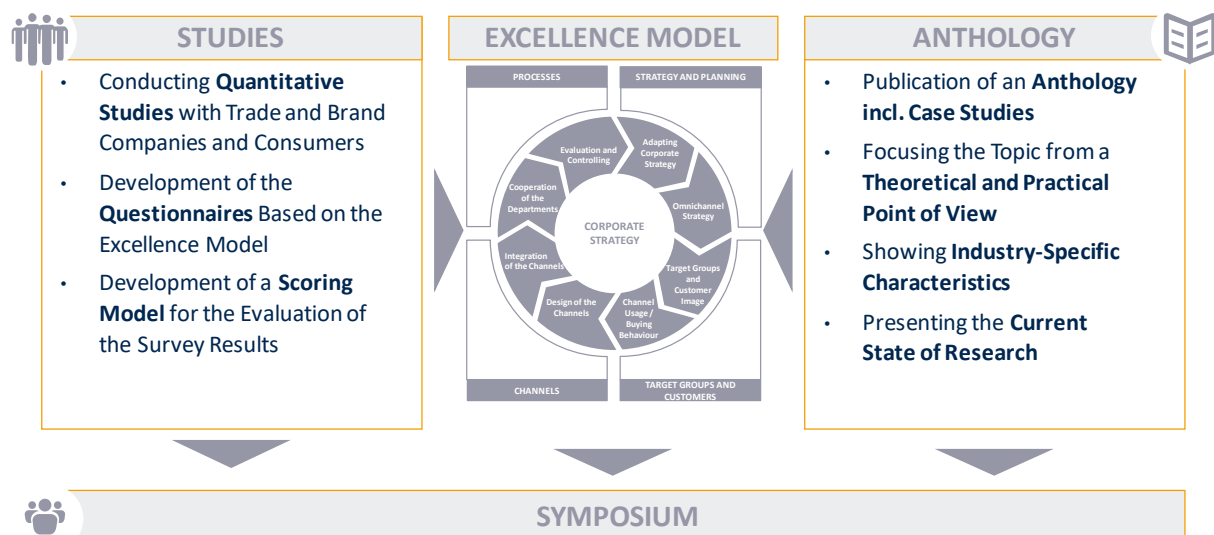 STUDIES
• Conducting Quantitative
Studies with Trade and Brand
Companies and Consumers
• Development of the
Questionnaires Based on the
Excellence Model
• Development of a Scoring
Model for the Evaluation of
the Survey Results
EXCELLENCE MODEL
PROCESSES
STRATEGY AND PLANNING
Evaluation and
Controlling
Adapting
Corporate
Strategy
Cooperation
of the
Departments
Omnichannel
Strategy
CORPORATE
STRATEGY
Integration
of the Channels
Target Groups
and
Customer
Image
Design of the
Channels
Channel
Usage /
Buying
Behaviour
CHANNELS
TARGET GROUPS AND
CUSTOMERS
ANTHOLOGY
• Publication of an Anthology
incl. Case Studies
• Focusing the Topic from a
Theoretical and Practical
Point of View
• Showing Industry-Specific
Characteristics
• Presenting the Current
State of Research
SYMPOSIUM